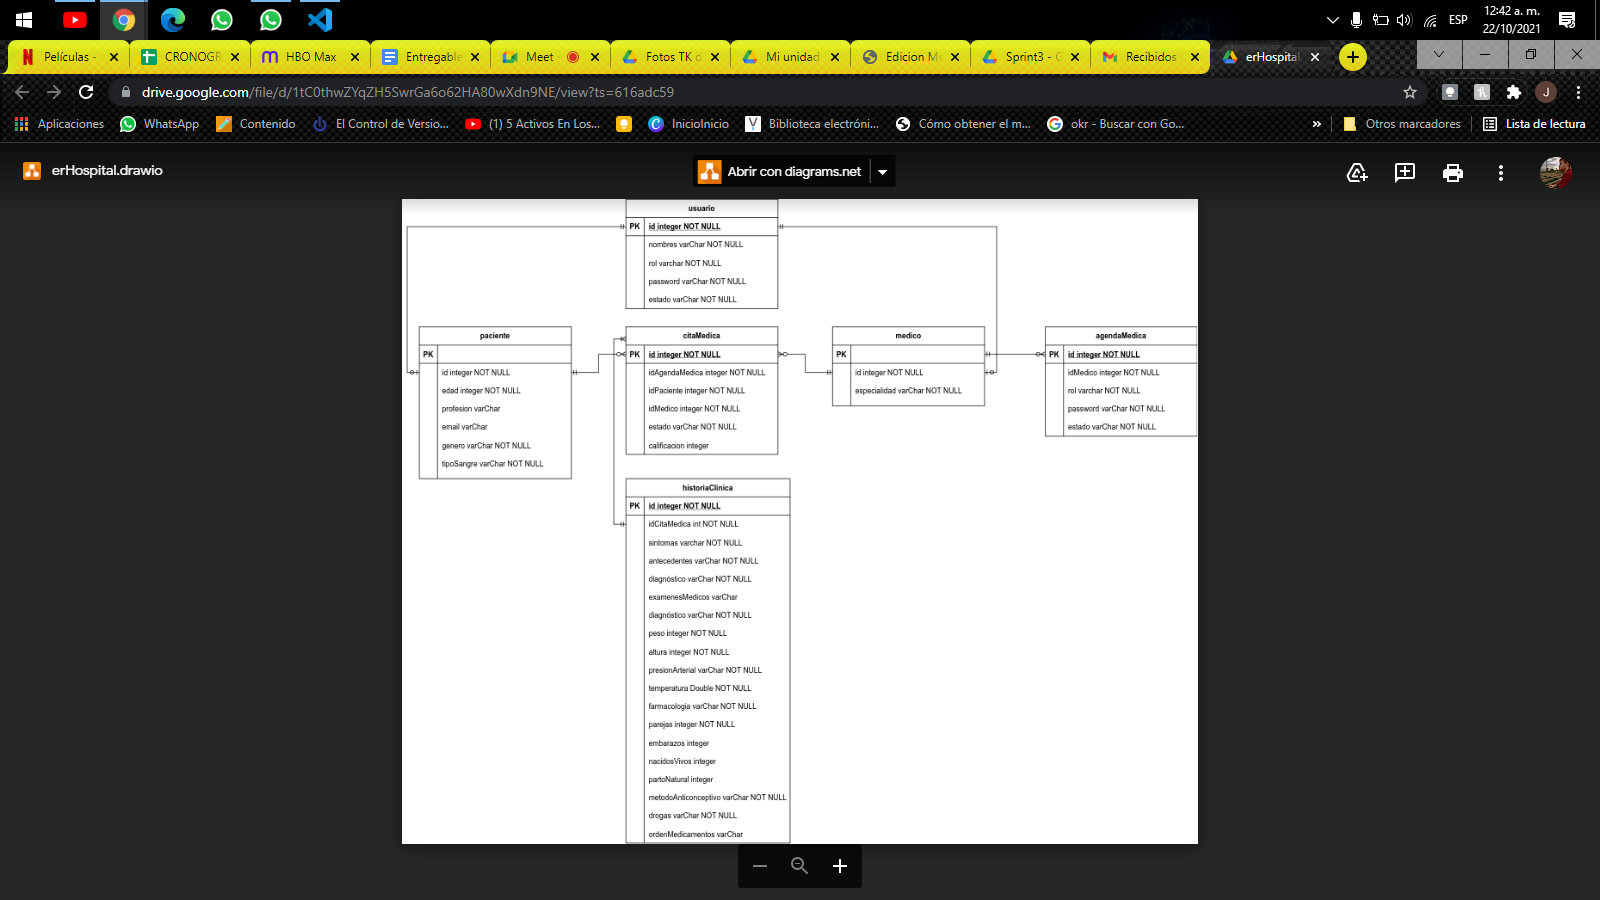 ESP
12:42 a. m.
22/10/2021
Películas -
CRONOGR
HBO Max
Entregable
Meet
Fotos TK d
Mi unidad
Edicion Me
Sprint3 - G
Recibidos
erHospital
drive.google.com/file/d/1tC0thwZYqZH5SwrGa6o62HA80wXdn9NE/view?ts=616adc59
J
Aplicaciones
WhatsApp
Contenido
El Control de Versio...
(1) 5 Activos En Los...
InicioInicio
Biblioteca electróni...
Cómo obtener el m...
okr - Buscar con Go...
»
Otros marcadores
Lista de lectura
erHospital.drawio
Abrir con diagrams.net
usuario
PK id integer NOT NULL
nombres varChar NOT NULL
rol varchar NOT NULL
password varChar NOT NULL
estado varChar NOT NULL
paciente
PK
id integer NOT NULL
edad integer NOT NULL
profesion varChar
email varChar
genero varChar NOT NULL
tipoSangre varChar NOT NULL
citaMedica
PK id integer NOT NULL
idAgendaMedica integer NOT NULL
idPaciente integer NOT NULL
idMedico integer NOT NULL
estado varChar NOT NULL
calificacion integer
medico
PK
id integer NOT NULL
especialidad varChar NOT NULL
agendaMedica
PK id integer NOT NULL
idMedico integer NOT NULL
rol varchar NOT NULL
password varChar NOT NULL
estado varChar NOT NULL
historiaClinica
PK id integer NOT NULL
idCitaMedica int NOT NULL
sintomas varchar NOT NULL
antecedentes varChar NOT NULL
diagnóstico varChar NOT NULL
examenesMedicos varChar
diagnóstico varChar NOT NULL
peso integer NOT NULL
altura integer NOT NULL
presionArterial varChar NOT NULL
temperatura Double NOT NULL
farmacologia varChar NOT NULL
parejas integer NOT NULL
embarazos integer
nacidosVivos integer
partoNatural integer
metodoAnticonceptivo varChar NOT NULL
drogas varChar NOT NULL
ordenMedicamentos varChar